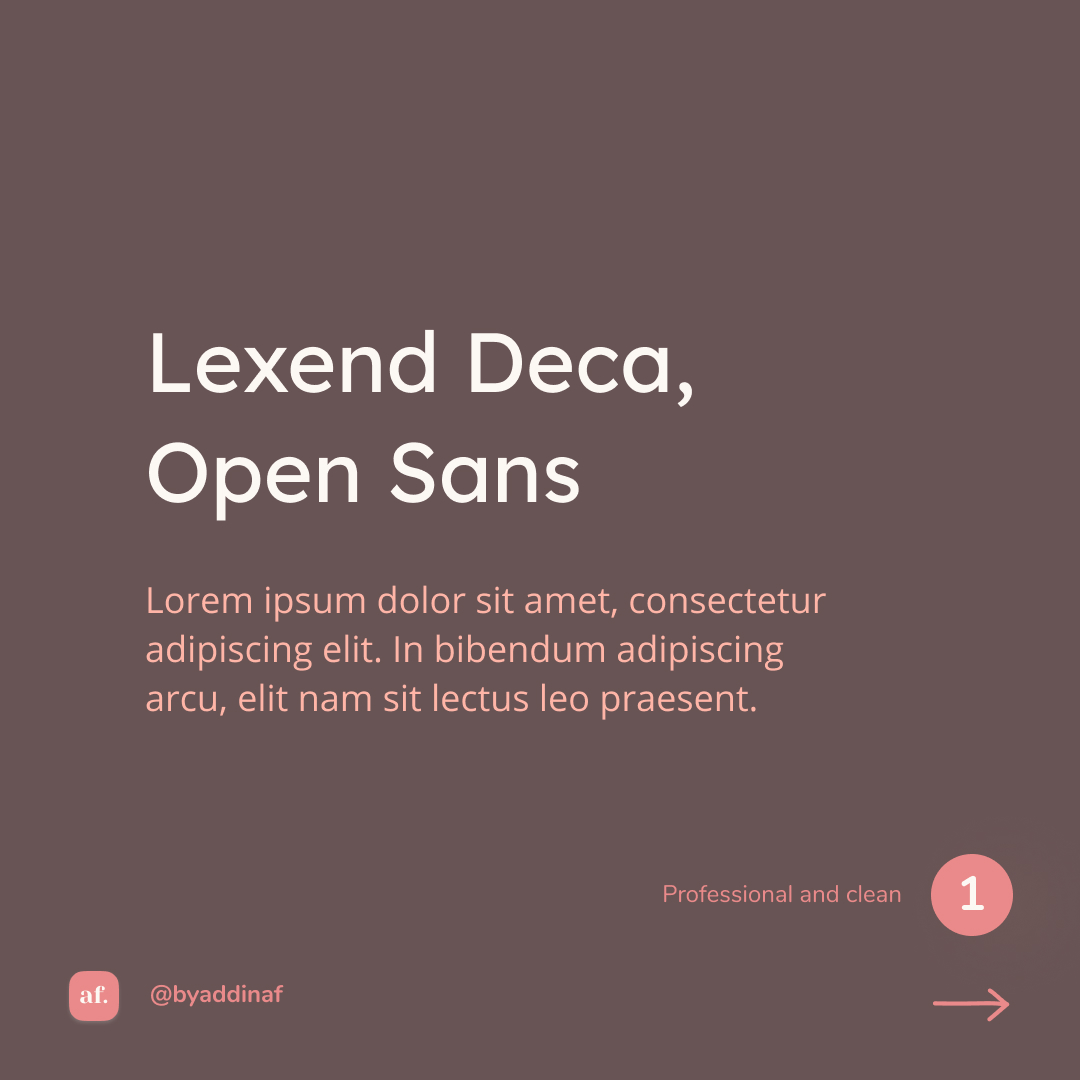 Lexend Deca,
Open Sans
Lorem ipsum dolor sit amet, consectetur
adipiscing elit. In bibendum adipiscing
arcu, elit nam sit lectus leo praesent.
Professional and clean
1
af.
@byaddinaf